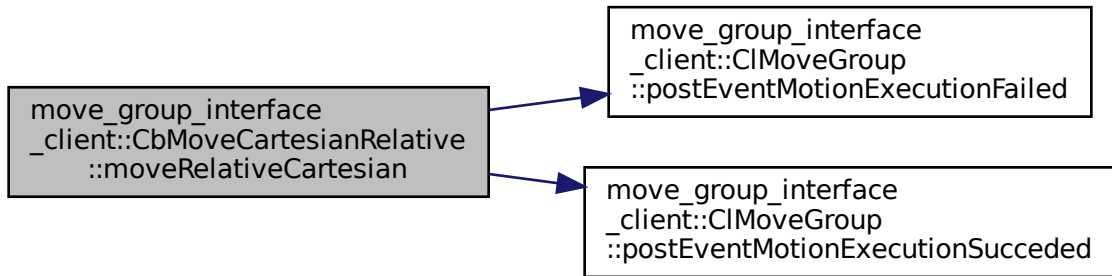 move_group_interface
_client::CbMoveCartesianRelative
::moveRelativeCartesian
move_group_interface
_client::ClMoveGroup
::postEventMotionExecutionFailed
move_group_interface
_client::ClMoveGroup
::postEventMotionExecutionSucceded